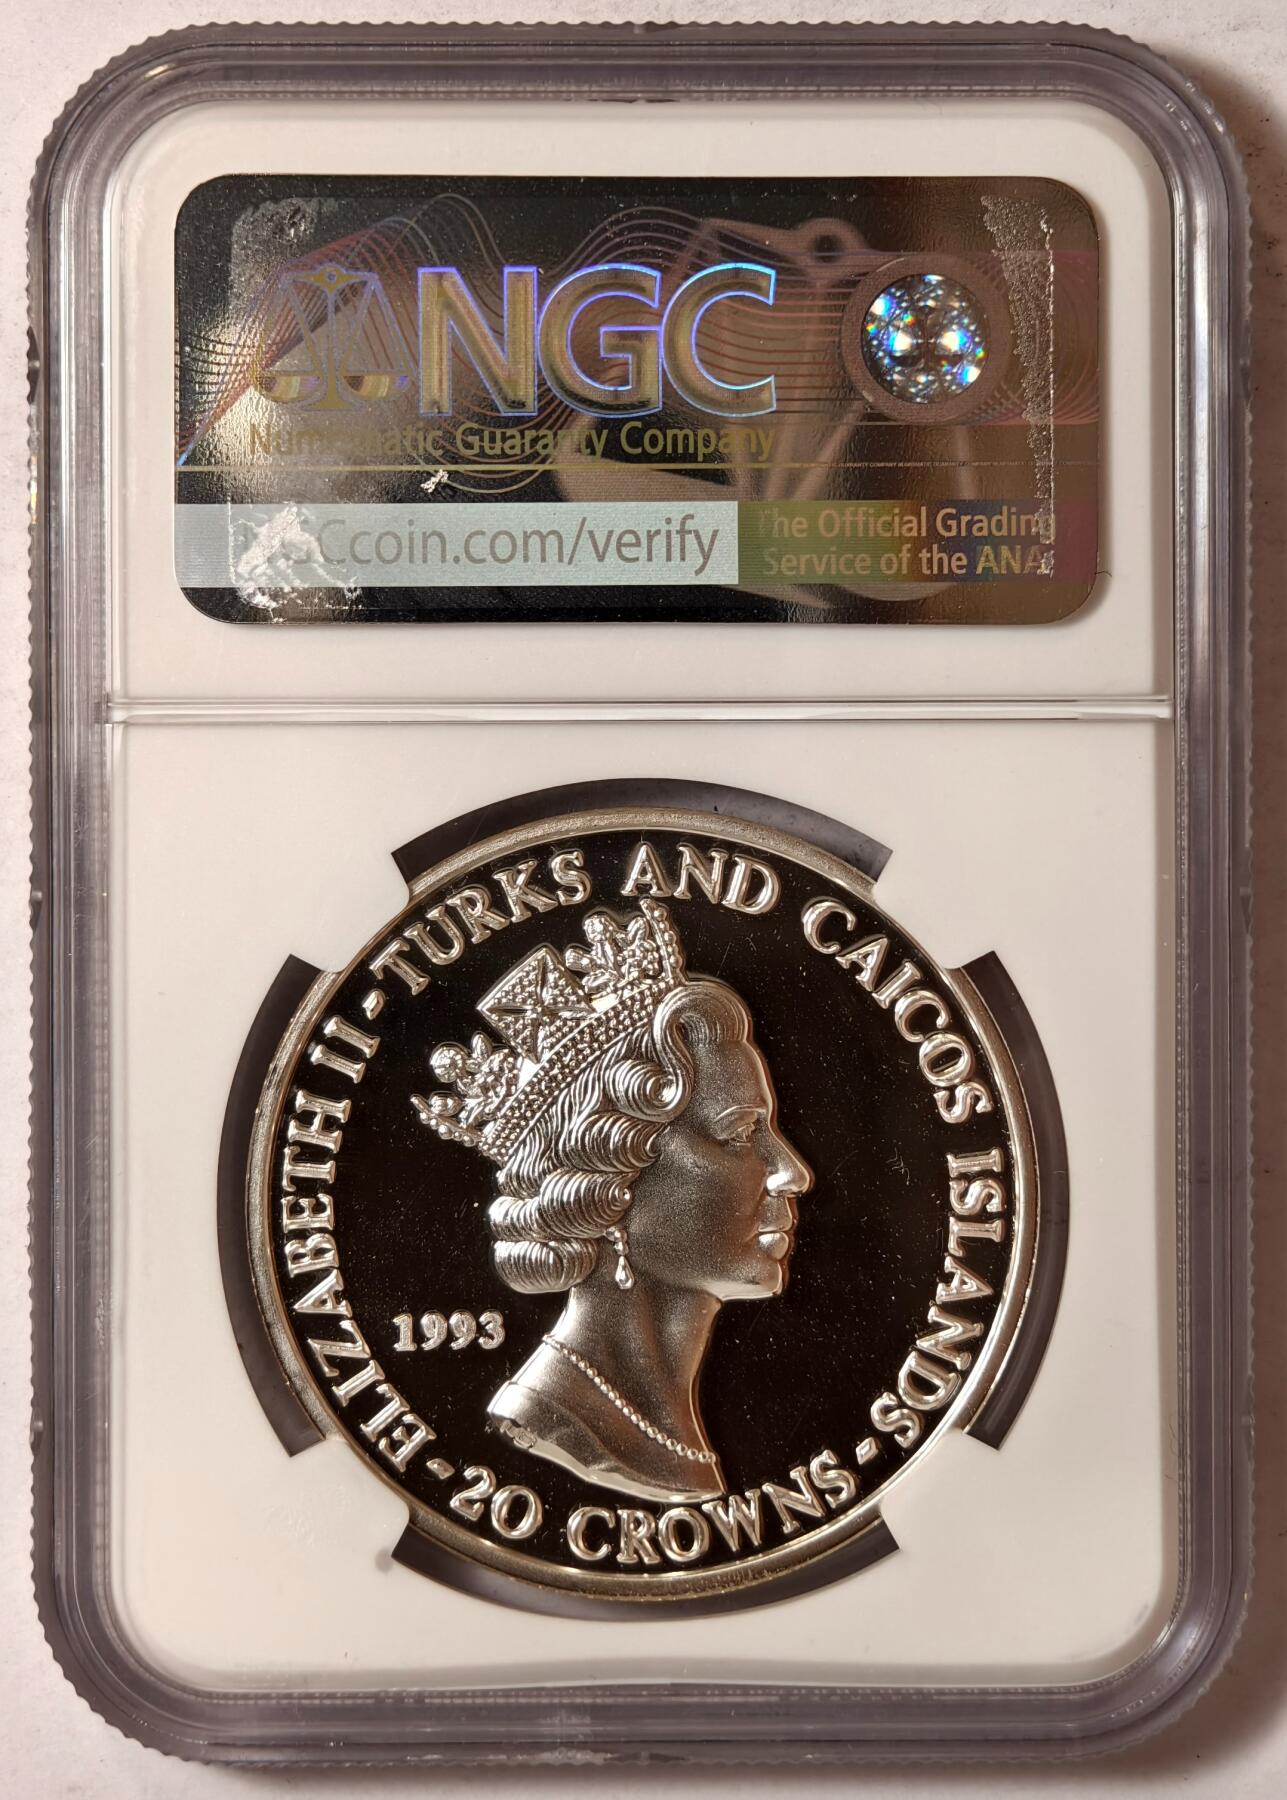 NGC
Numismatic Guaranty Company
NGCcoin.com/verify
The Official Grading
Service of the ANA
ELIZABETH II - TURKS AND CAICOS ISLANDS - 20 CROWNS -
1993